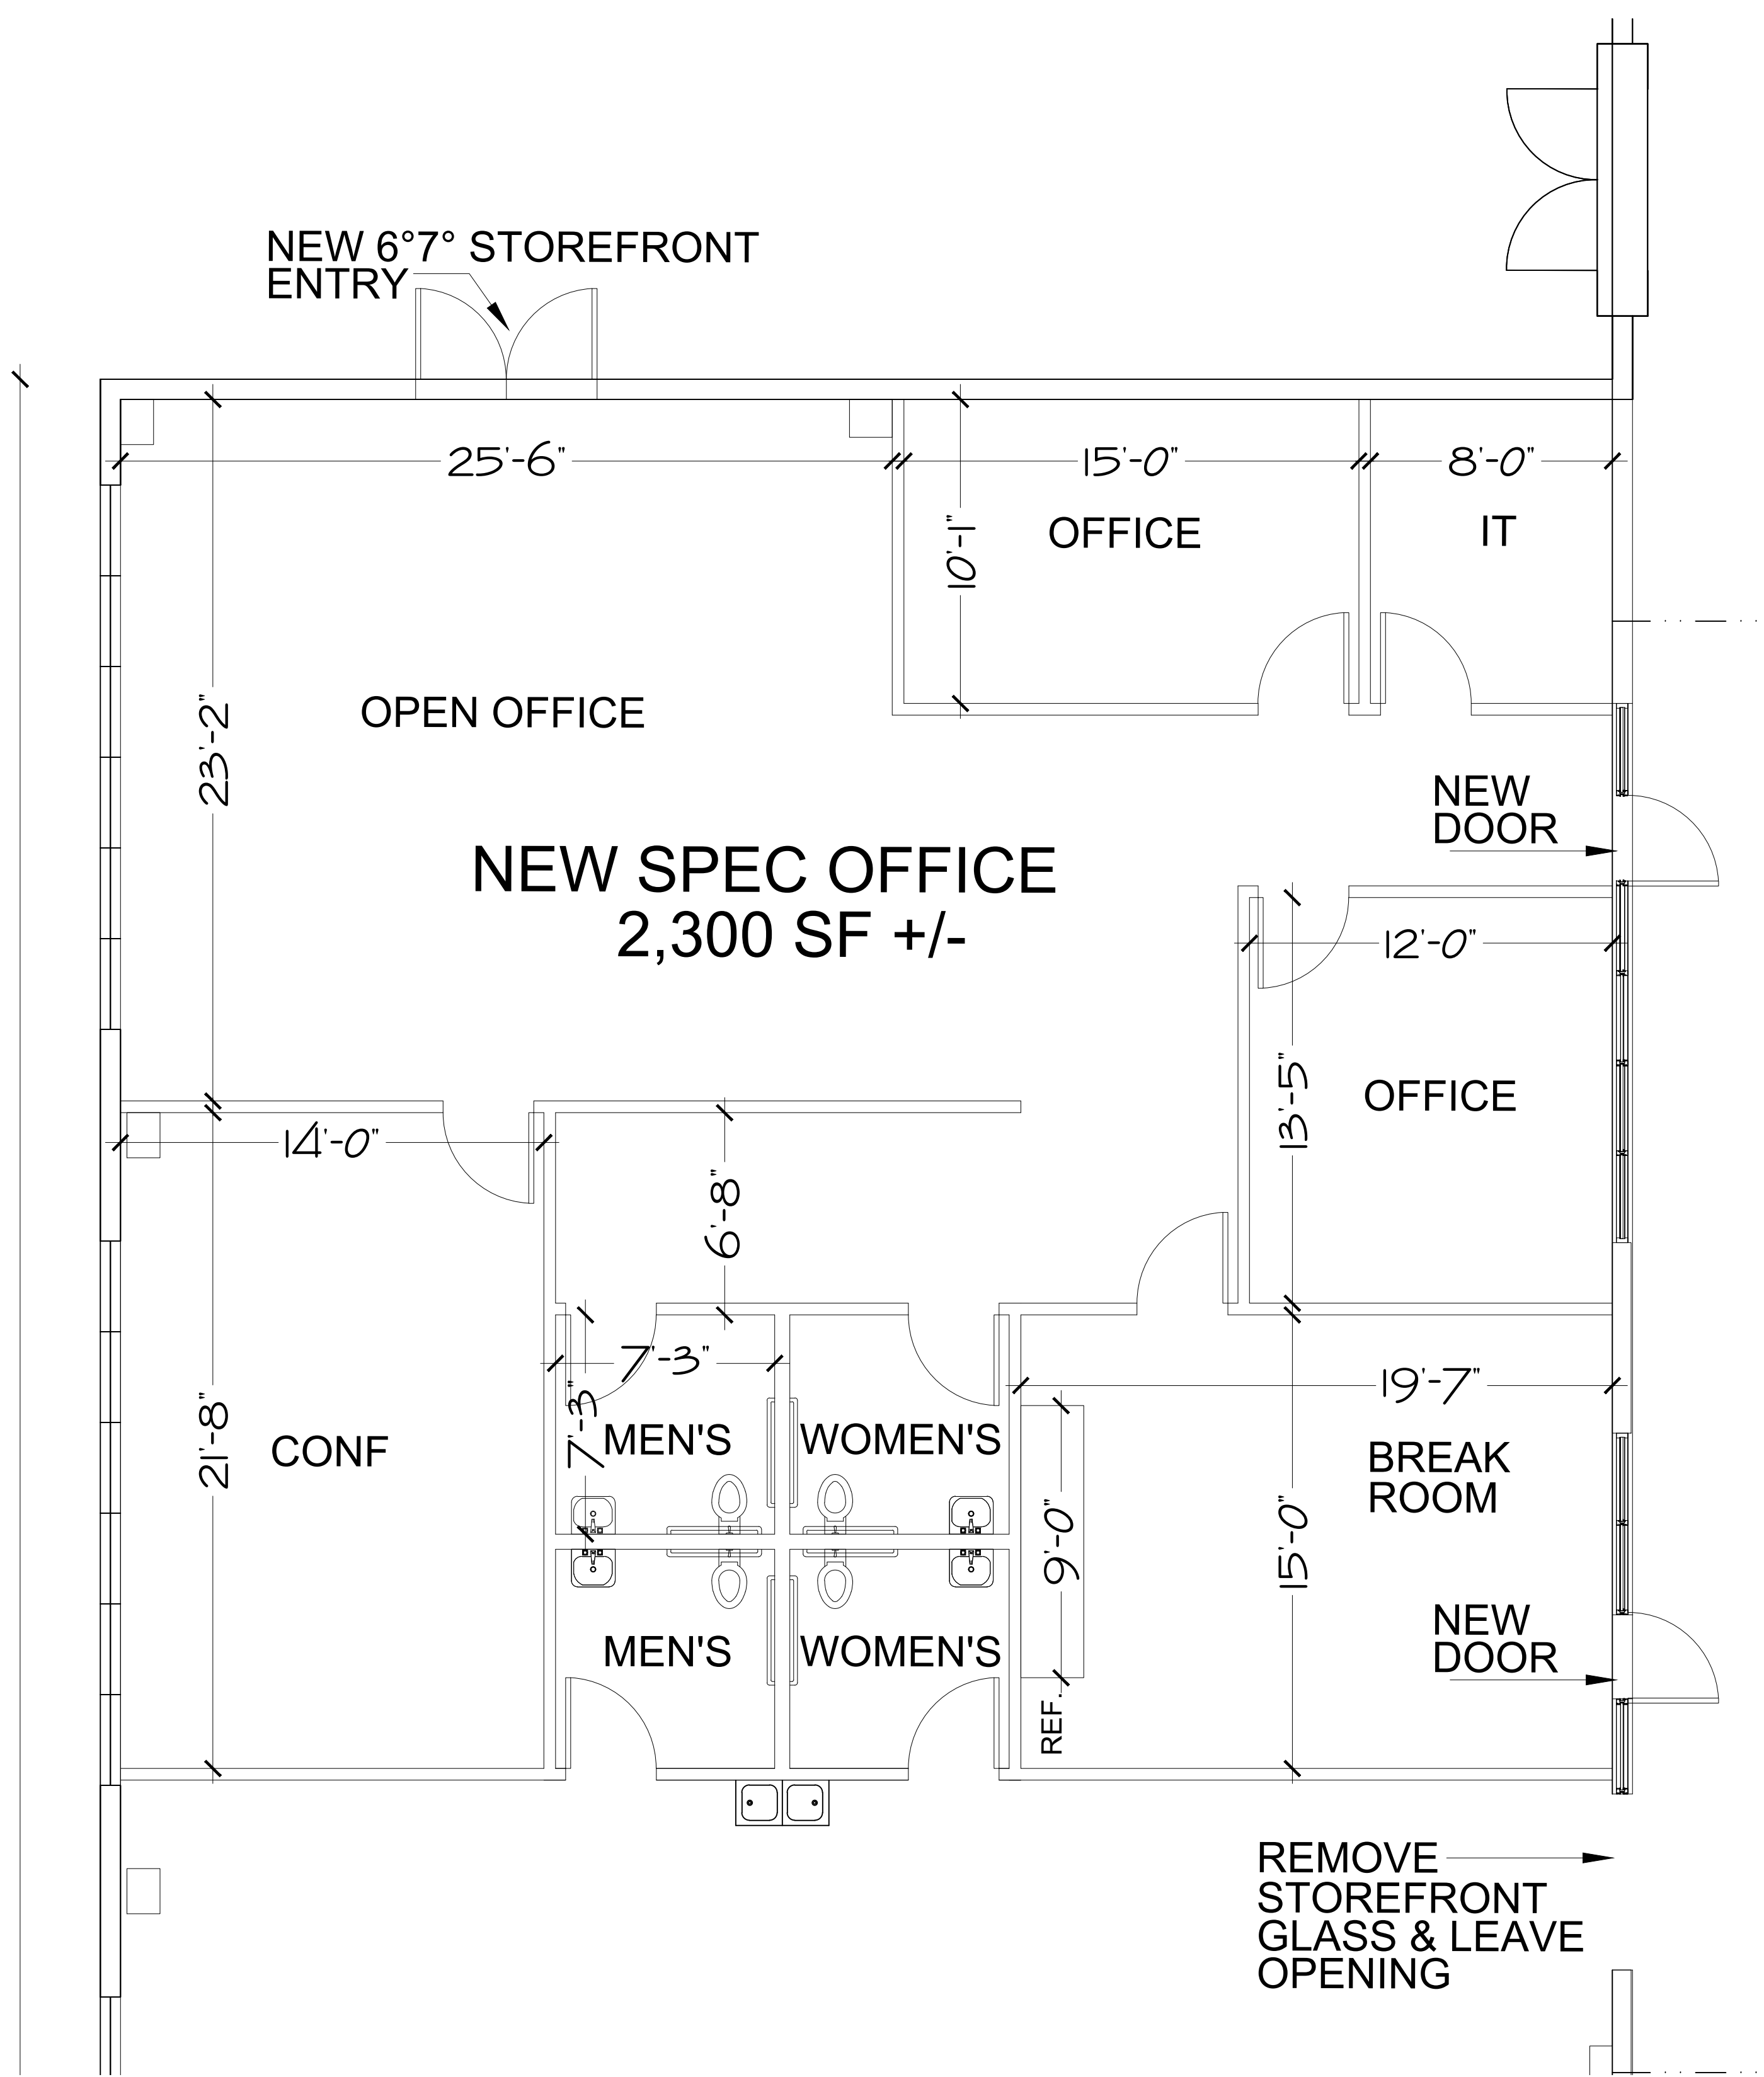 NEW 6°7° STOREFRONT
ENTRY
25'-6"
15'-0"
8'-0"
10'-1"
OFFICE
IT
23'-2"
OPEN OFFICE
NEW
DOOR
NEW SPEC OFFICE
2,300 SF +/-
12'-0"
13'-5"
OFFICE
14'-0"
6'-8"
7'-3"
7'-3"
19'-7"
21'-8"
CONF
MEN'S
WOMEN'S
BREAK
ROOM
9'-0"
15'-0"
MEN'S
WOMEN'S
NEW
DOOR
REF.
REMOVE
STOREFRONT
GLASS & LEAVE
OPENING